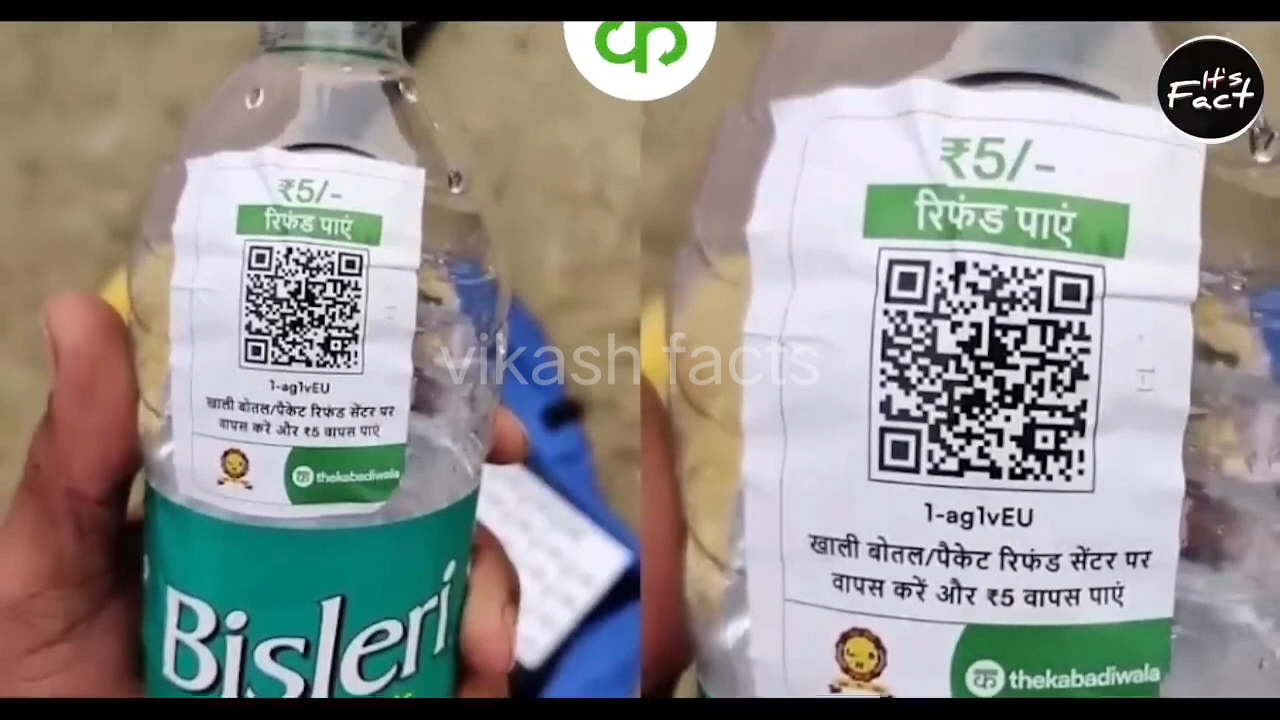 क
It's
Fact
₹5/-
रिफंड पाएं
1-ag1vEU
खाली बोतल/पैकेट रिफंड सेंटर पर
वापस करें और ₹5 वापस पाएं
क thekabadiwala
Bisleri
₹5/-
रिफंड पाएं
1-ag1vEU
खाली बोतल/पैकेट रिफंड सेंटर पर
वापस करें और ₹5 वापस पाएं
क thekabadiwala
vikash facts